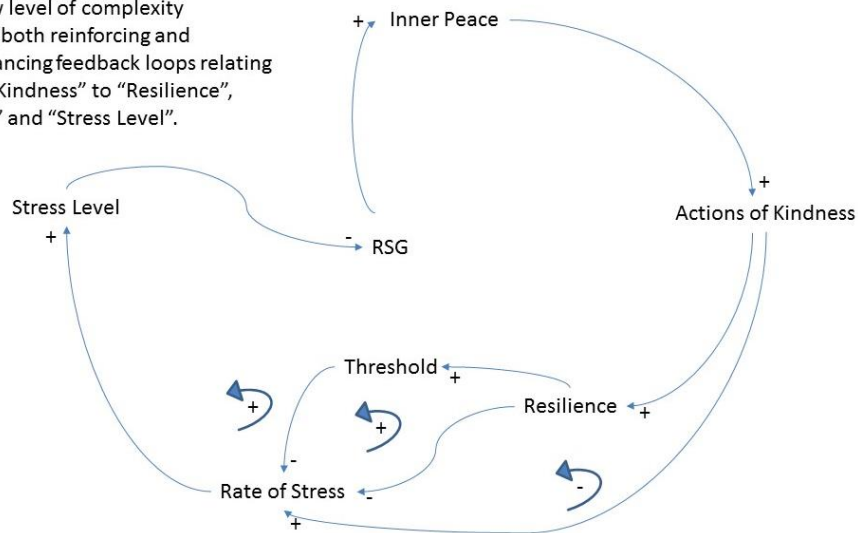 level of complexity
both reinforcing and
ancing feedback loops relating
Kindness" to "Resilience",
" and "Stress Level".
+ Inner Peace
+
Stress Level
Actions of Kindness
+
-
RSG
Threshold
+
+
+
Resilience
+
-
Rate of Stress
-
-
+